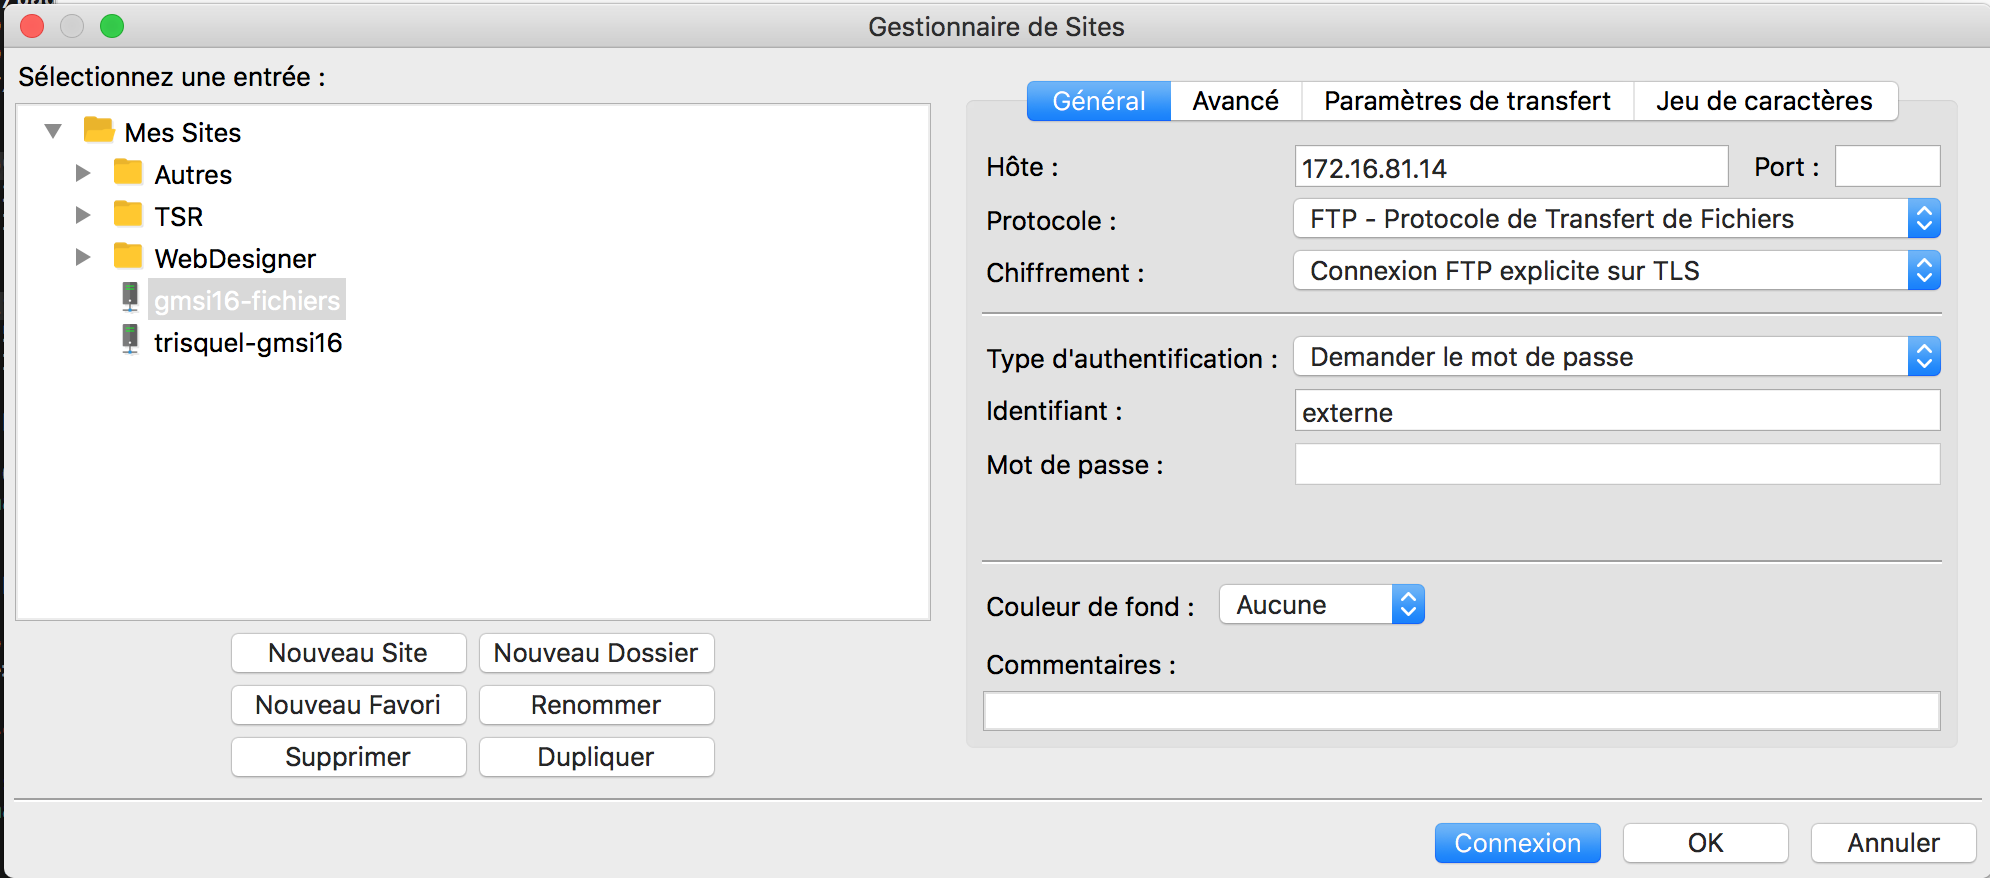 Gestionnaire de Sites
Sélectionnez une entrée :
Mes Sites
Autres
TSR
WebDesigner
gmsi16-fichiers
trisquel-gmsi16
Nouveau Site Nouveau Dossier
Nouveau Favori Renommer
Supprimer Dupliquer
Général Avancé Paramètres de transfert Jeu de caractères
Hôte : 172.16.81.14 Port :
Protocole : FTP - Protocole de Transfert de Fichiers
Chiffrement : Connexion FTP explicite sur TLS
Type d'authentification : Demander le mot de passe
Identifiant : externe
Mot de passe :
Couleur de fond : Aucune
Commentaires :
Connexion OK Annuler